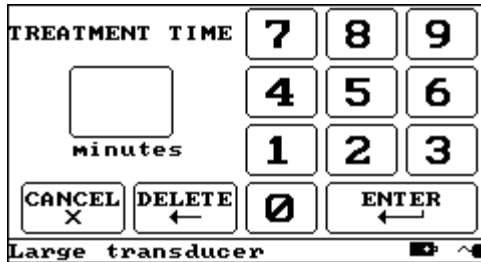 TREATMENT TIME 7 8 9
4 5 6
minutes 1 2 3
CANCEL DELETE 0 ENTER
Large transducer